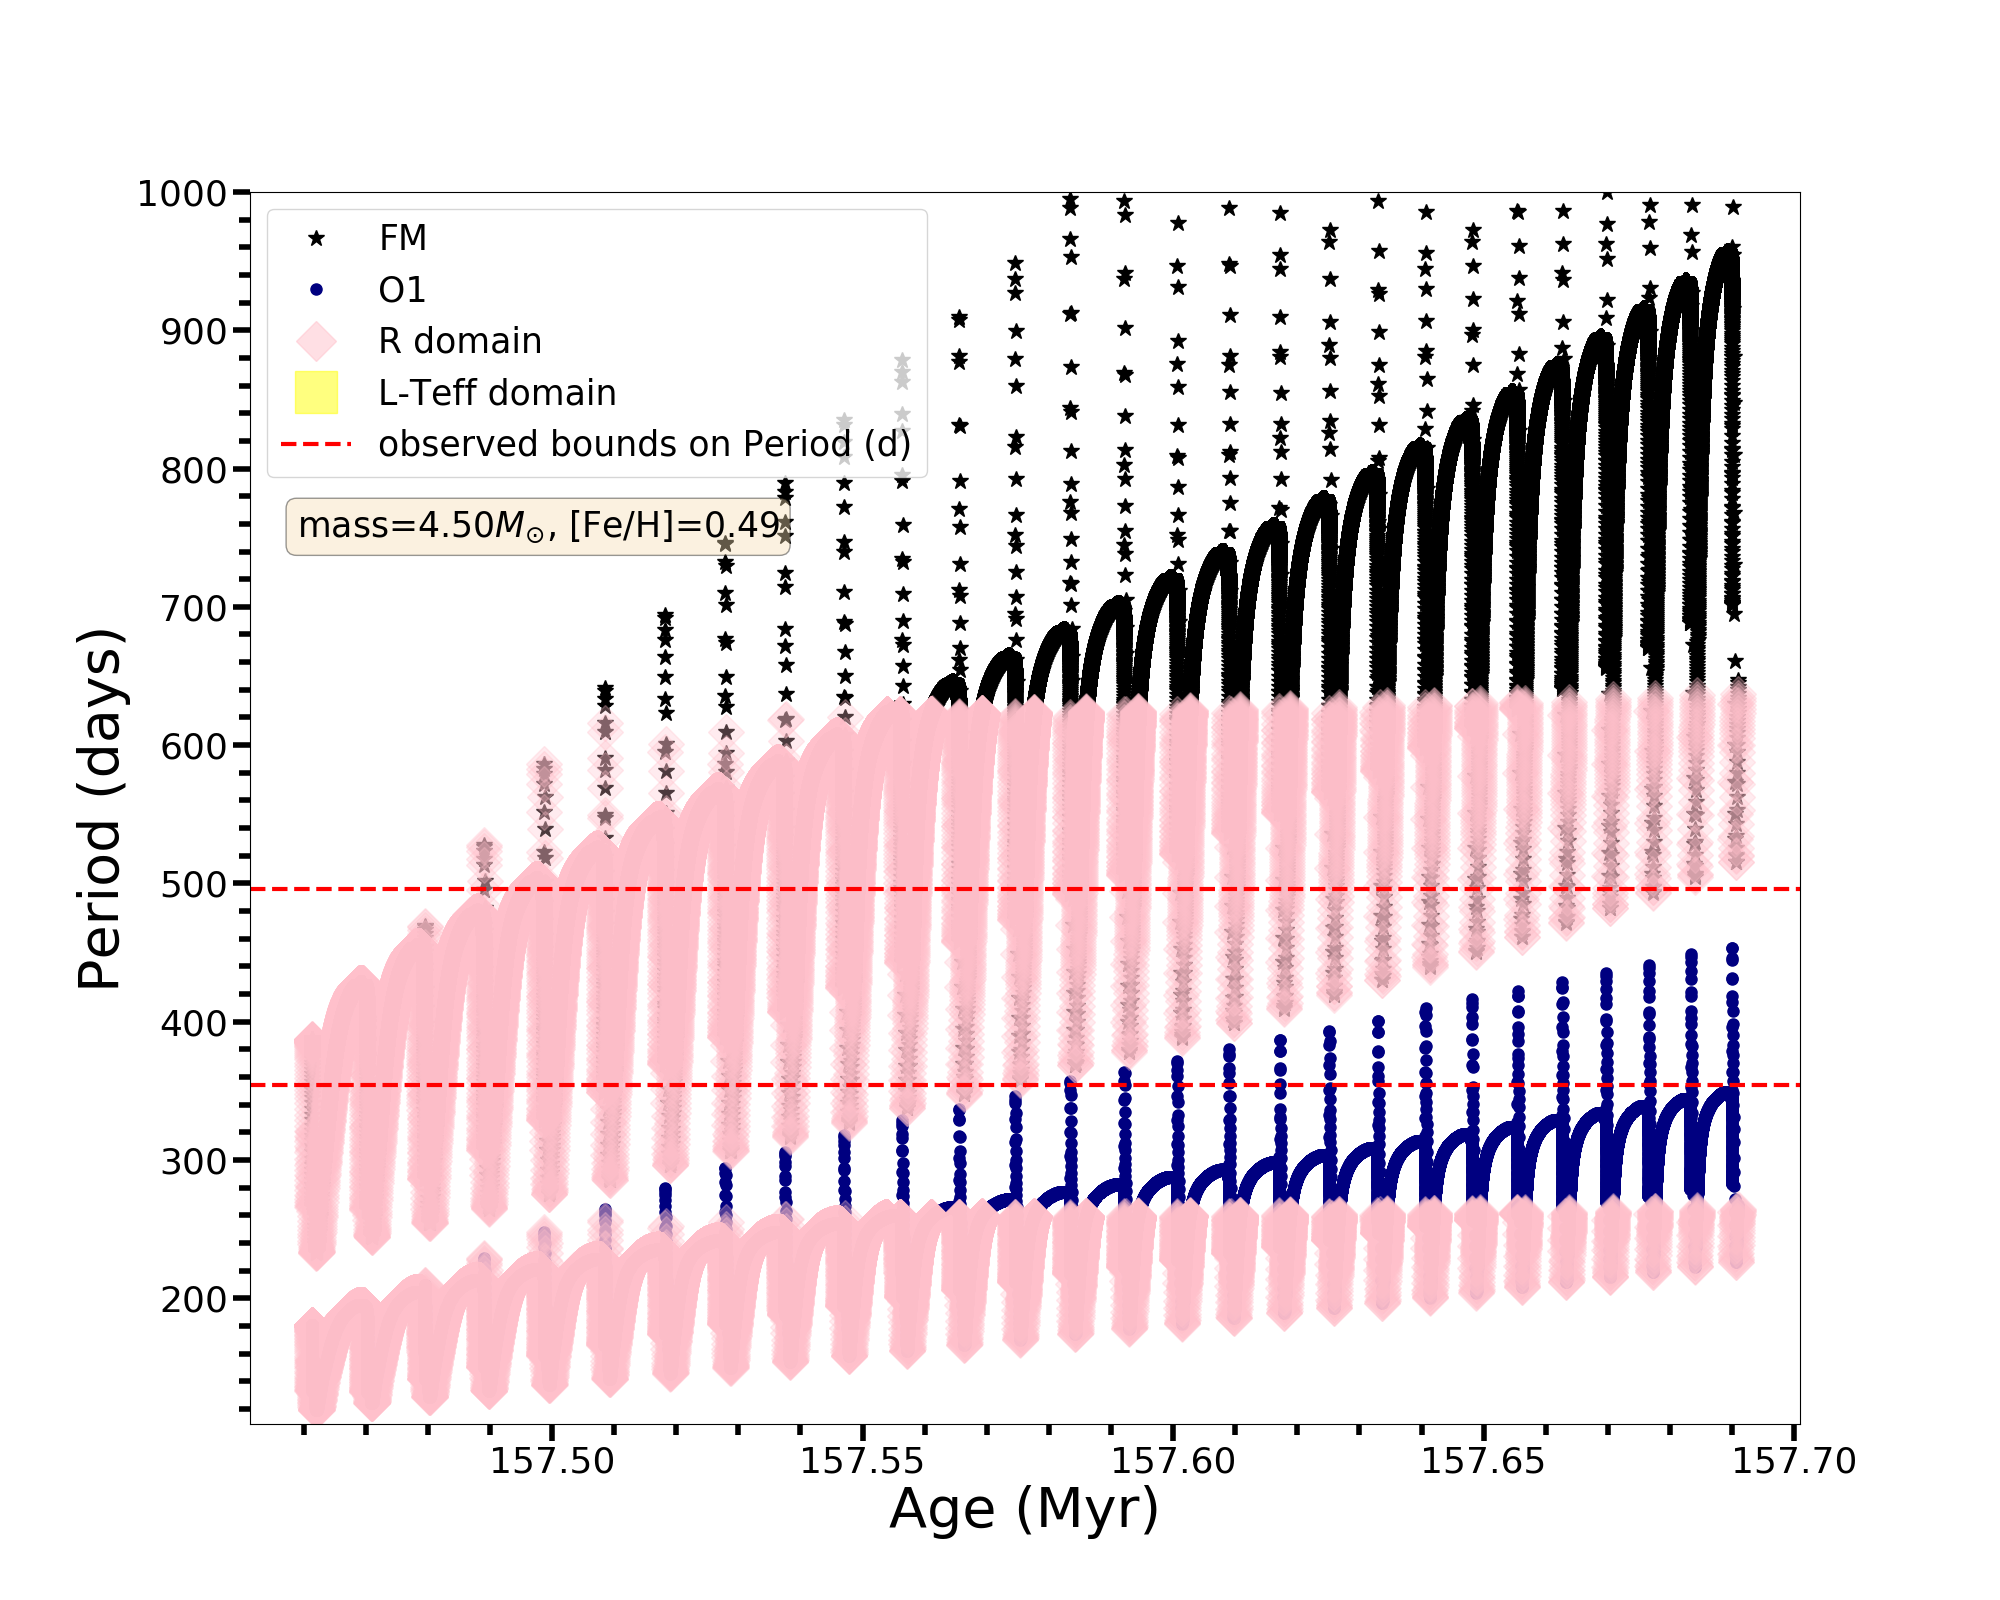 FM
O1
R domain
L-Teff domain
observed bounds on Period (d)
mass=4.50M⊙, [Fe/H]=0.49
1000
900
800
700
600
500
400
300
200
Period (days)
157.50 157.55 157.60 157.65 157.70
Age (Myr)